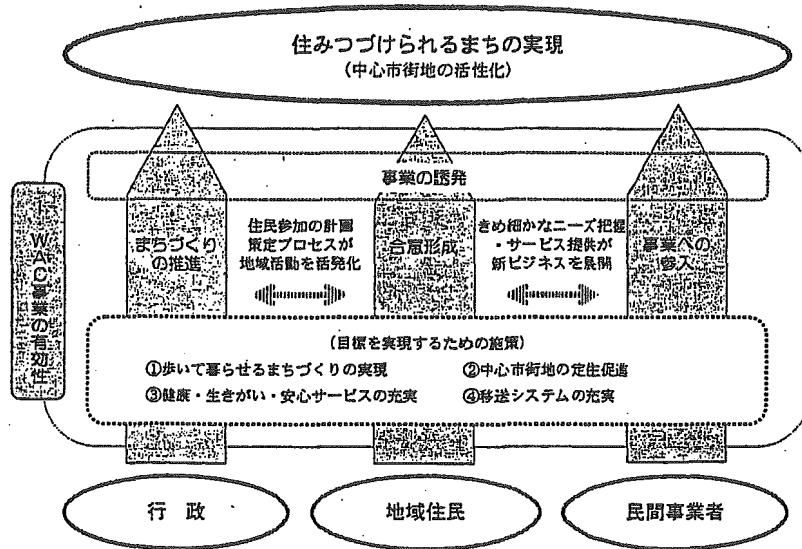 住みつづけられるまちの実現
(中心市街地の活性化)
事業の誘発
WAC事業の有効性
まちづくり
の推進
住民参加の計画
策定プロセスが
地域活動を活発化
合意形成
きめ細かなニーズ把握
・サービス提供が
新ビジネスを展開
事業への
参入
(目標を実現するための施策)
①歩いて暮らせるまちづくりの実現
②中心市街地の定住促進
③健康・生きがい・安心サービスの充実
④移送システムの充実
行 政
地域住民
民間事業者